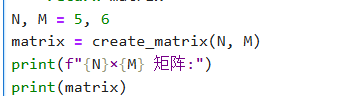 N, M = 5, 6
matrix = create_matrix(N, M)
print(f"{N}×{M} 矩阵:")
print(matrix)